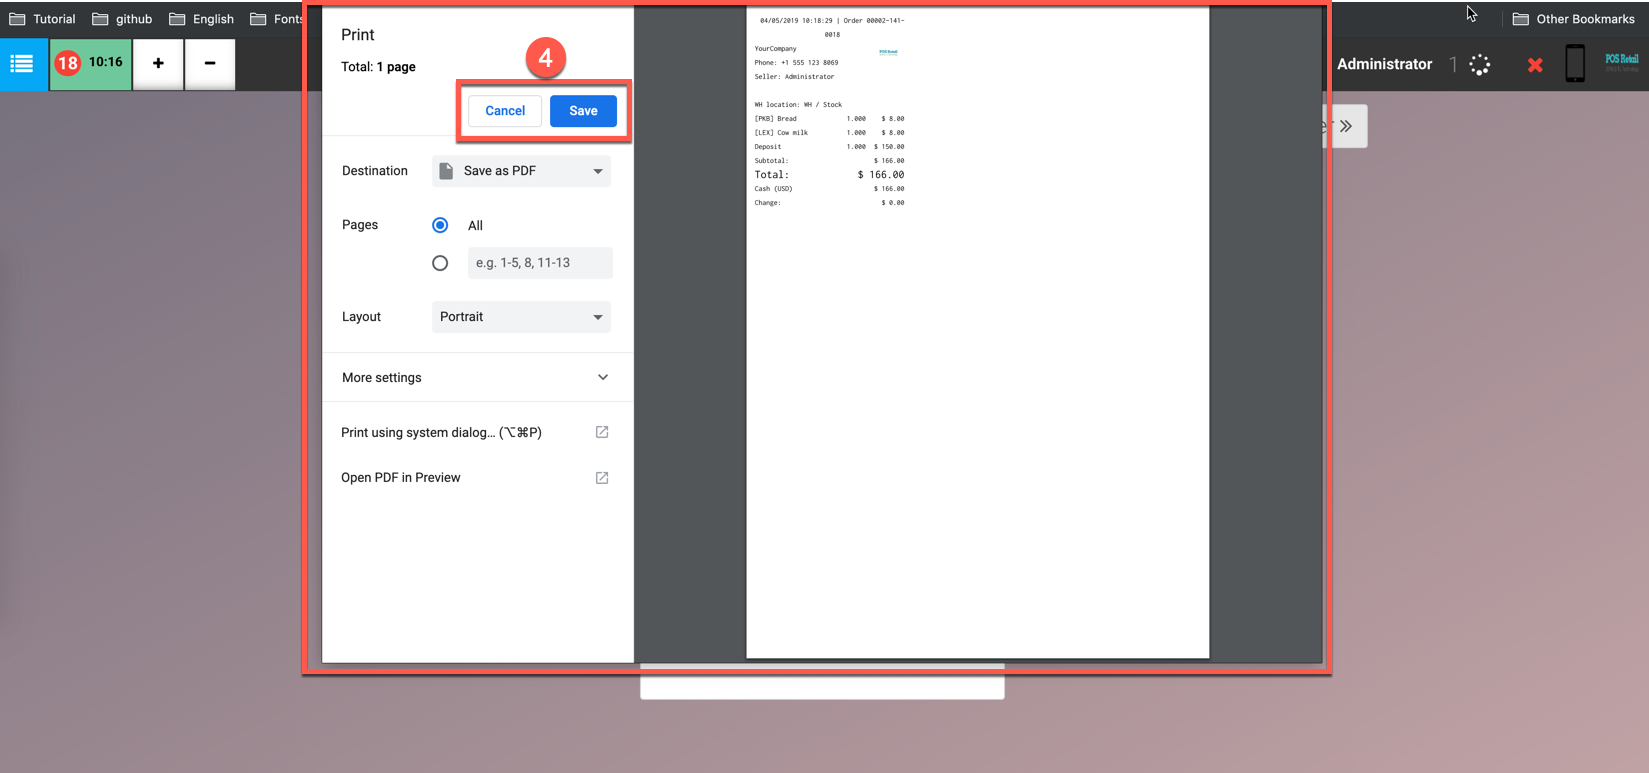 Tutorial github English Fonts Other Bookmarks
18 10:16 + - Administrator 1 POS Retail
Print
Total: 1 page
4
Cancel Save
Destination Save as PDF
Pages All
e.g. 1-5, 8, 11-13
Layout Portrait
More settings
Print using system dialog... (⌥⌘P)
Open PDF in Preview
04/05/2019 10:18:29 | Order 00002-141-
0018
YourCompany POS Retail
Phone: +1 555 123 8069
Seller: Administrator
WH location: WH / Stock
[PKB] Bread 1.000 $ 8.00
[LEX] Cow milk 1.000 $ 8.00
Deposit 1.000 $ 150.00
Subtotal: $ 166.00
Total: $ 166.00
Cash (USD) $ 166.00
Change: $ 0.00